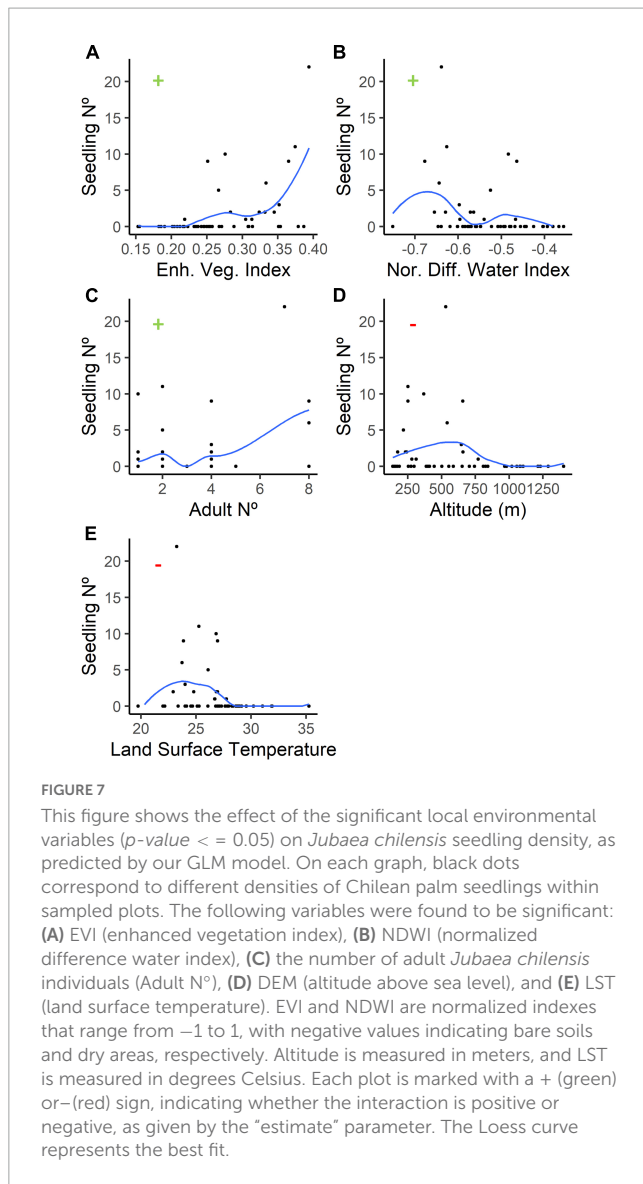 A
+
Seedling Nº
20
15
10
5
0
0.15 0.20 0.25 0.30 0.35 0.40
Enh. Veg. Index
B
+
Seedling Nº
20
15
10
5
0
-0.7 -0.6 -0.5 -0.4
Nor. Diff. Water Index
C
+
Seedling Nº
20
15
10
5
0
2 4 6 8
Adult Nº
D
-
Seedling Nº
20
15
10
5
0
250 500 750 1000 1250
Altitude (m)
E
-
Seedling Nº
20
15
10
5
0
20 25 30 35
Land Surface Temperature
FIGURE 7
This figure shows the effect of the significant local environmental
variables (p-value < = 0.05) on Jubaea chilensis seedling density, as
predicted by our GLM model. On each graph, black dots
correspond to different densities of Chilean palm seedlings within
sampled plots. The following variables were found to be significant:
(A) EVI (enhanced vegetation index), (B) NDWI (normalized
difference water index), (C) the number of adult Jubaea chilensis
individuals (Adult N°), (D) DEM (altitude above sea level), and (E) LST
(land surface temperature). EVI and NDWI are normalized indexes
that range from −1 to 1, with negative values indicating bare soils
and dry areas, respectively. Altitude is measured in meters, and LST
is measured in degrees Celsius. Each plot is marked with a + (green)
or–(red) sign, indicating whether the interaction is positive or
negative, as given by the "estimate" parameter. The Loess curve
represents the best fit.